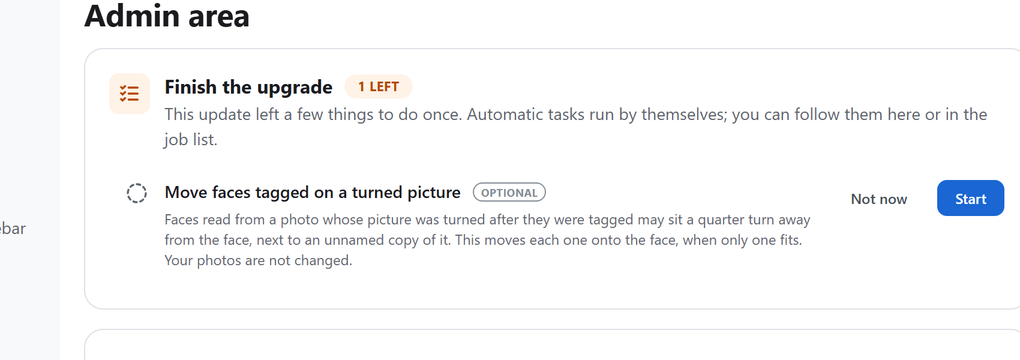 Admin area
Finish the upgrade 1 LEFT
This update left a few things to do once. Automatic tasks run by themselves; you can follow them here or in the
job list.
Move faces tagged on a turned picture OPTIONAL
Not now
Start
Faces read from a photo whose picture was turned after they were tagged may sit a quarter turn away
from the face, next to an unnamed copy of it. This moves each one onto the face, when only one fits.
Your photos are not changed.
ebar